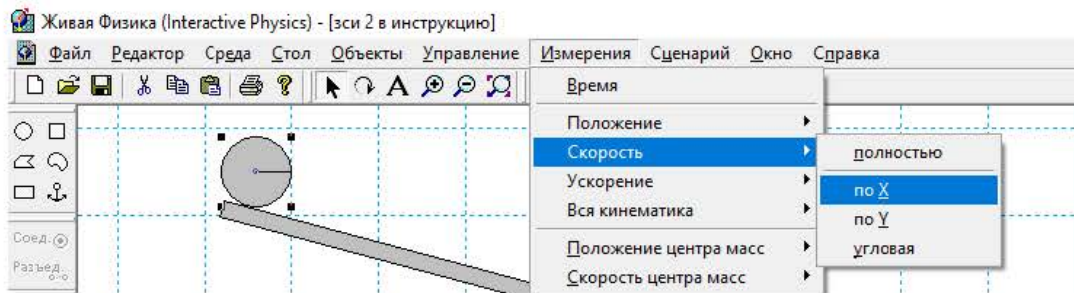 Живая Физика (Interactive Physics) - [зси 2 в инструкцию]
Файл Редактор Среда Стол Объекты Управление Измерения Сценарий Окно Справка
A
Время
Положение
Скорость
полностью
Ускорение
по X
Вся кинематика
по Y
Соед.
Положение центра масс
угловая
Разъед.
Скорость центра масс